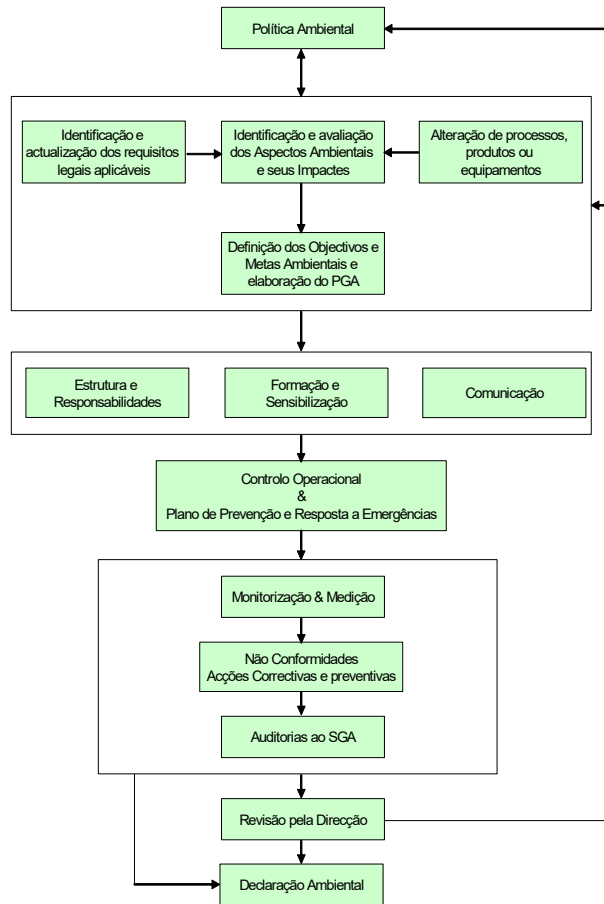 Política Ambiental
Identificação e
actualização dos requisitos
legais aplicáveis
Identificação e avaliação
dos Aspectos Ambientais
e seus Impactes
Alteração de processos,
produtos ou
equipamentos
Definição dos Objectivos e
Metas Ambientais e
elaboração do PGA
Estrutura e
Responsabilidades
Formação e
Sensibilização
Comunicação
Controlo Operacional
&
Plano de Prevenção e Resposta a Emergências
Monitorização & Medição
Não Conformidades
Acções Correctivas e preventivas
Auditorias ao SGA
Revisão pela Direcção
Declaração Ambiental